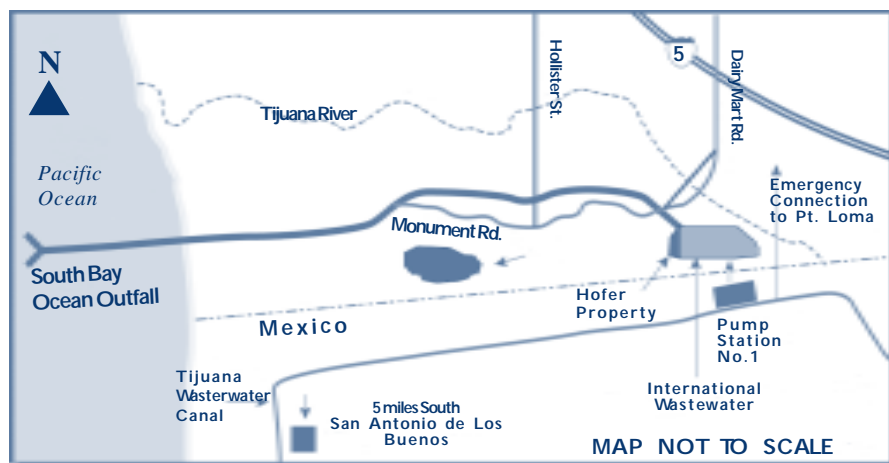 N
5
Hollister St.
Dairy Mart Rd.
Tijuana River
Pacific
Ocean
Emergency
Connection
to Pt. Loma
Monument Rd.
South Bay
Ocean Outfall
Hofer
Property
Mexico
Pump
Station
No.1
Tijuana
Wasterwater
Canal
International
Wastewater
5 miles South
San Antonio de Los
Buenos
MAP NOT TO SCALE